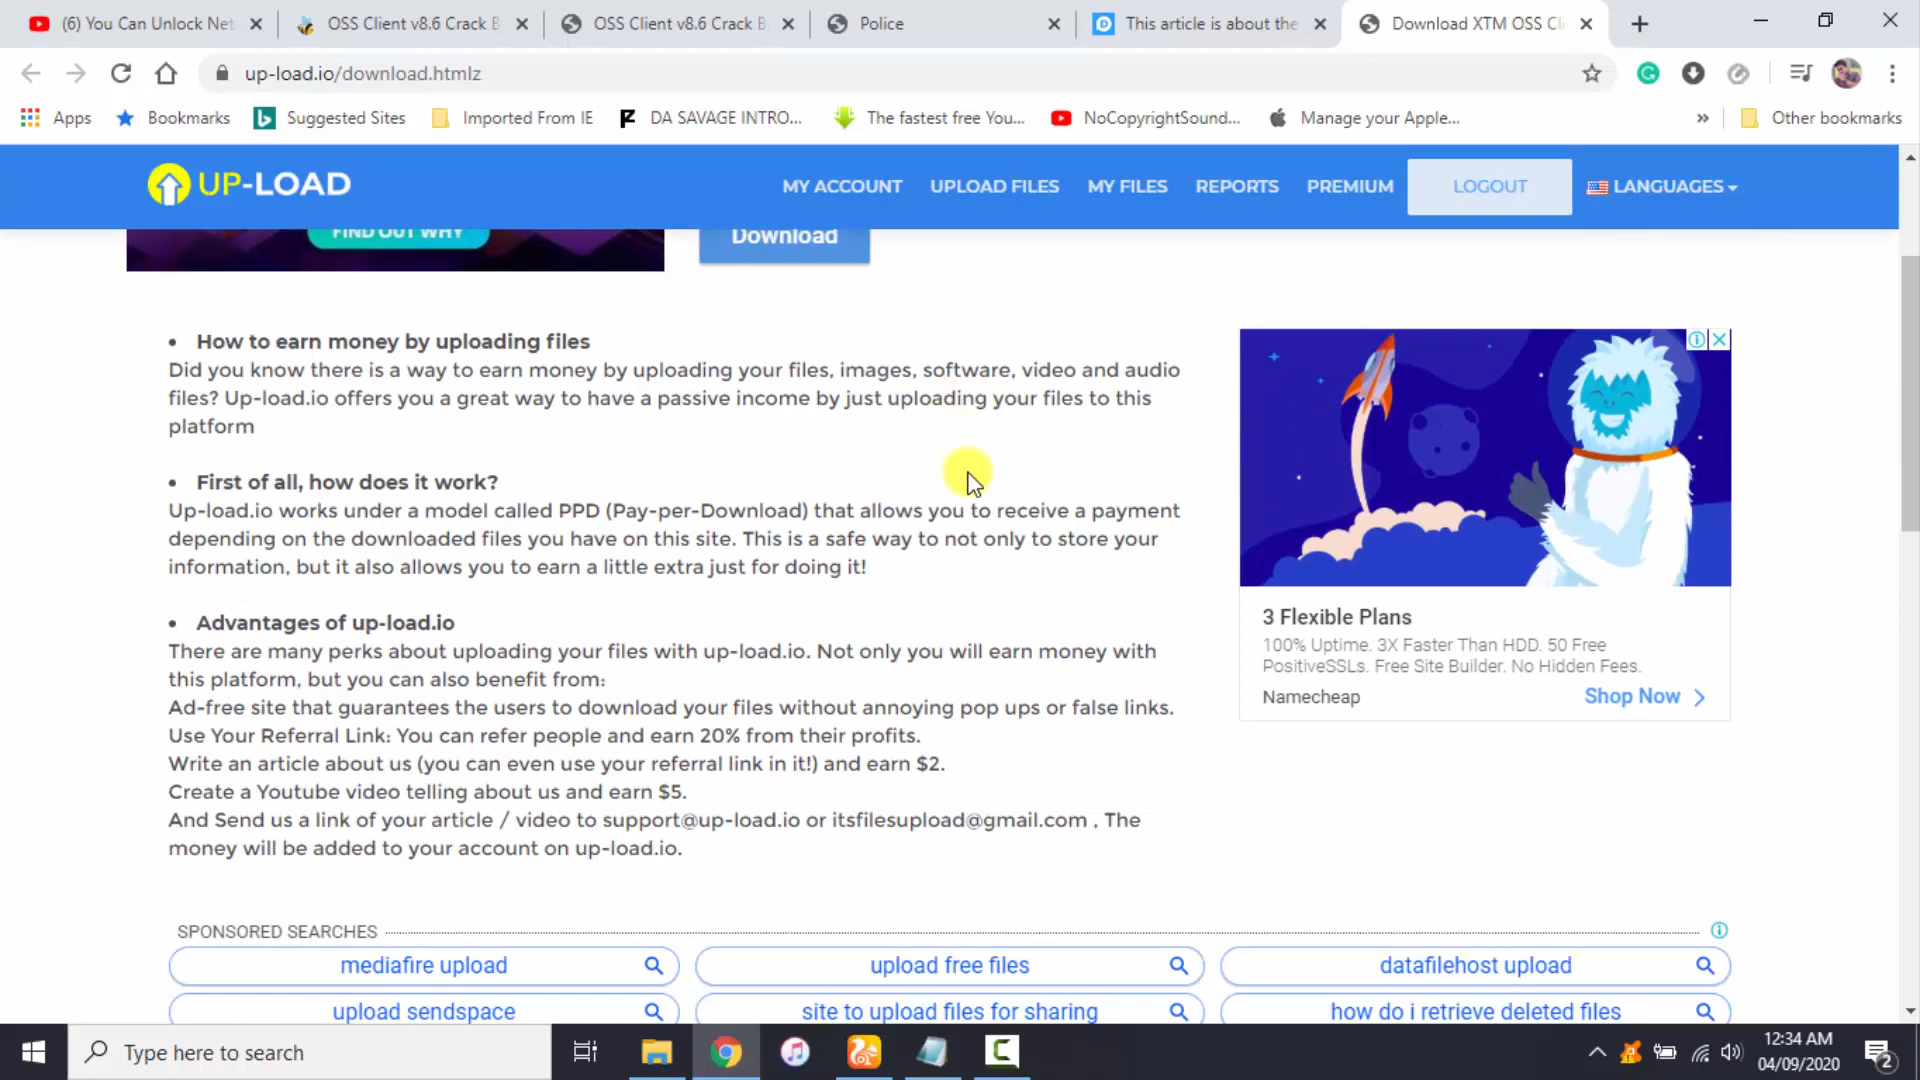 (6) You Can Unlock Net
OSS Client v8.6 Crack B
OSS Client v8.6 Crack B
Police
This article is about the
Download XTM OSS Cli
up-load.io/download.htmlz
Apps
Bookmarks
Suggested Sites
Imported From IE
DA SAVAGE INTRO...
The fastest free You...
NoCopyrightSound...
Manage your Apple...
»
Other bookmarks
UP-LOAD
MY ACCOUNT
UPLOAD FILES
MY FILES
REPORTS
PREMIUM
LOGOUT
LANGUAGES
FIND OUT WHY
Download
• How to earn money by uploading files
Did you know there is a way to earn money by uploading your files, images, software, video and audio
files? Up-load.io offers you a great way to have a passive income by just uploading your files to this
platform
• First of all, how does it work?
Up-load.io works under a model called PPD (Pay-per-Download) that allows you to receive a payment
depending on the downloaded files you have on this site. This is a safe way to not only to store your
information, but it also allows you to earn a little extra just for doing it!
• Advantages of up-load.io
There are many perks about uploading your files with up-load.io. Not only you will earn money with
this platform, but you can also benefit from:
Ad-free site that guarantees the users to download your files without annoying pop ups or false links.
Use Your Referral Link: You can refer people and earn 20% from their profits.
Write an article about us (you can even use your referral link in it!) and earn $2.
Create a Youtube video telling about us and earn $5.
And Send us a link of your article / video to support@up-load.io or itsfilesupload@gmail.com , The
money will be added to your account on up-load.io.
3 Flexible Plans
100% Uptime. 3X Faster Than HDD. 50 Free
PositiveSSLs. Free Site Builder. No Hidden Fees.
Namecheap
Shop Now
SPONSORED SEARCHES
mediafire upload
upload free files
datafilehost upload
upload sendspace
site to upload files for sharing
how do i retrieve deleted files
Type here to search
12:34 AM
04/09/2020
2